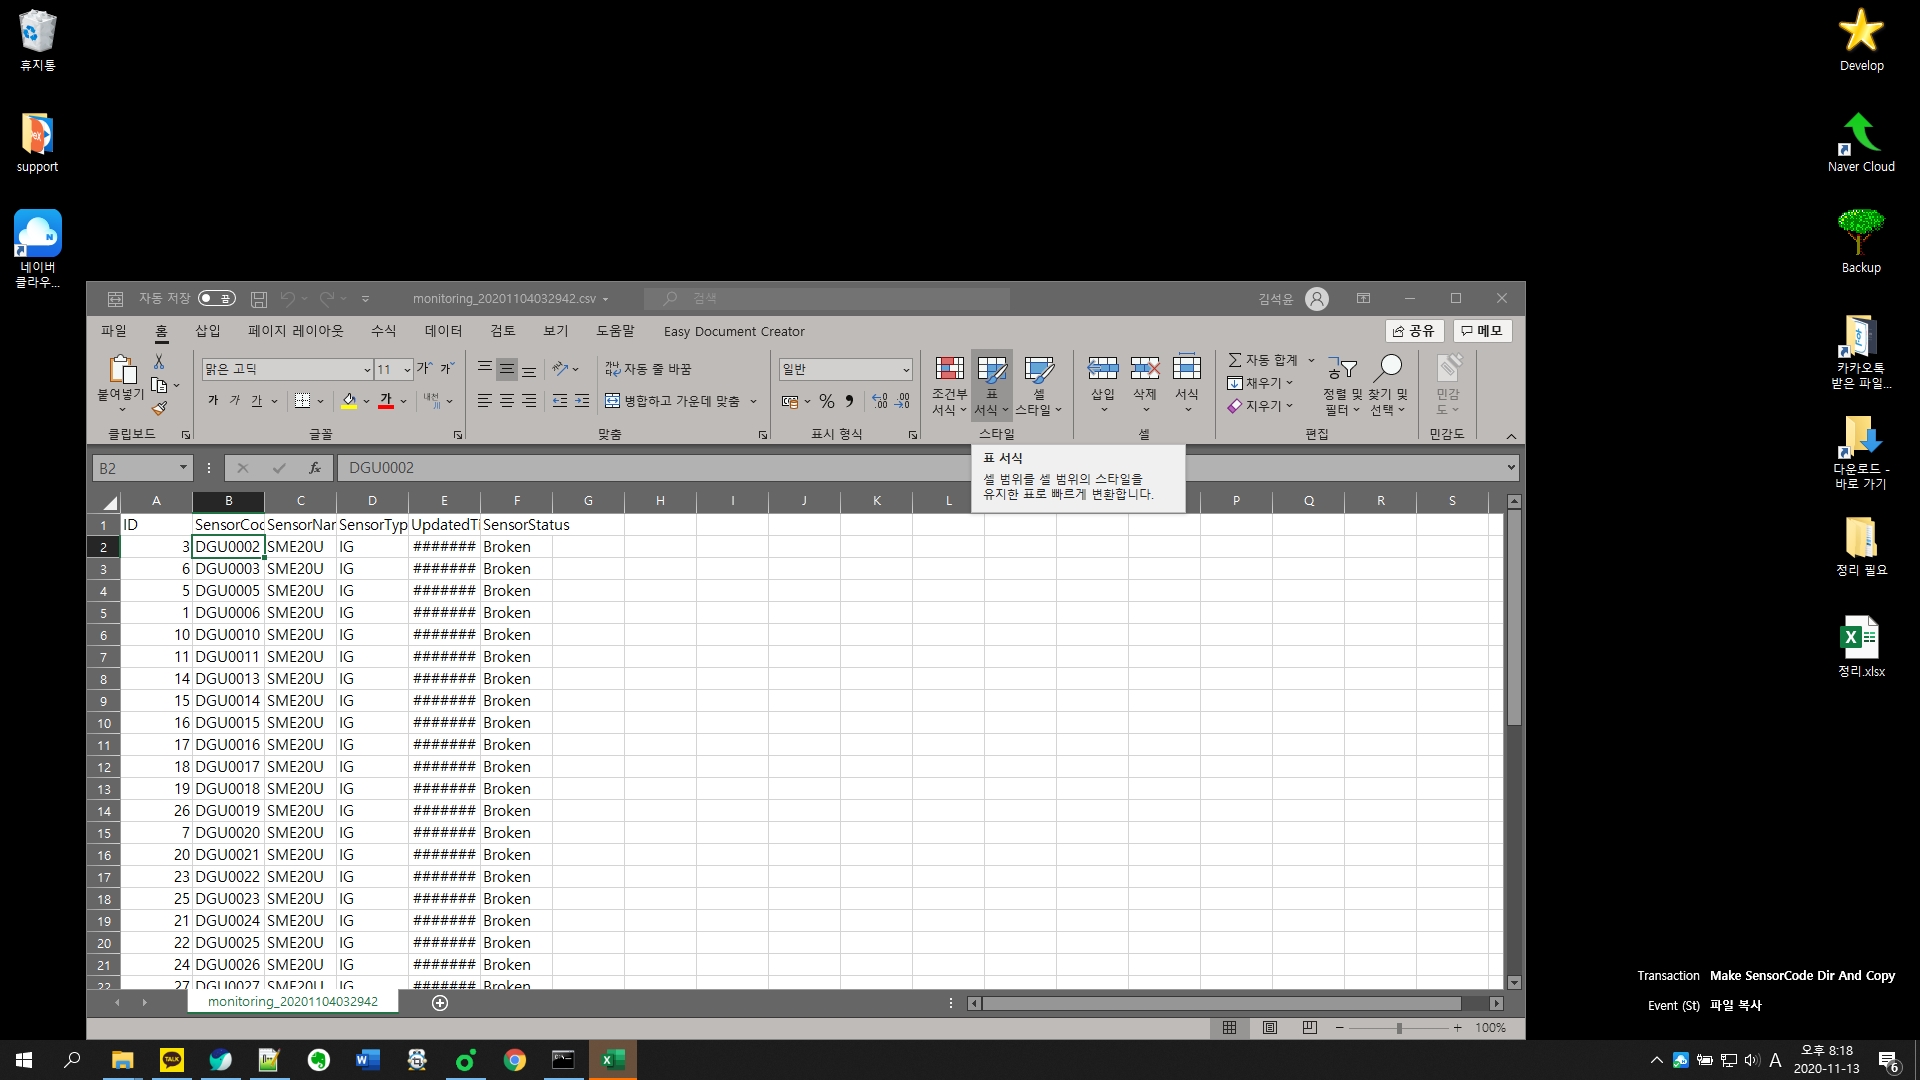 휴지통
support
네이버
클라우...
Develop
Naver Cloud
Backup
카카오톡
받은 파일...
다운로드 -
바로 가기
정리 필요
정리.xlsx
자동 저장 끔
monitoring_20201104032942.csv
검색
김석윤
파일 홈 삽입 페이지 레이아웃 수식 데이터 검토 보기 도움말 Easy Document Creator
공유 메모
붙여넣기
클립보드
맑은 고딕 11
가 가 가 가
글꼴
자동 줄 바꿈
병합하고 가운데 맞춤
맞춤
일반
표시 형식
조건부
서식
표
서식
셀
스타일
스타일
삽입 삭제 서식
셀
자동 합계
채우기
지우기
정렬 및
필터
찾기 및
선택
편집
민감
도
민감도
B2 fx DGU0002
표 서식
셀 범위를 셀 범위의 스타일을
유지한 표로 빠르게 변환합니다.
A B C D E F G H I J K L P Q R S
1 ID SensorCod SensorNar SensorTyp UpdatedTi SensorStatus
2 3 DGU0002 SME20U IG ####### Broken
3 6 DGU0003 SME20U IG ####### Broken
4 5 DGU0005 SME20U IG ####### Broken
5 1 DGU0006 SME20U IG ####### Broken
6 10 DGU0010 SME20U IG ####### Broken
7 11 DGU0011 SME20U IG ####### Broken
8 14 DGU0013 SME20U IG ####### Broken
9 15 DGU0014 SME20U IG ####### Broken
10 16 DGU0015 SME20U IG ####### Broken
11 17 DGU0016 SME20U IG ####### Broken
12 18 DGU0017 SME20U IG ####### Broken
13 19 DGU0018 SME20U IG ####### Broken
14 26 DGU0019 SME20U IG ####### Broken
15 7 DGU0020 SME20U IG ####### Broken
16 20 DGU0021 SME20U IG ####### Broken
17 23 DGU0022 SME20U IG ####### Broken
18 25 DGU0023 SME20U IG ####### Broken
19 21 DGU0024 SME20U IG ####### Broken
20 22 DGU0025 SME20U IG ####### Broken
21 24 DGU0026 SME20U IG ####### Broken
22 27 DGU0027 SME20U IG ####### Broken
monitoring_20201104032942
100%
Transaction Make SensorCode Dir And Copy
Event (St) 파일 복사
TALK
A
오후 8:18
2020-11-13
6